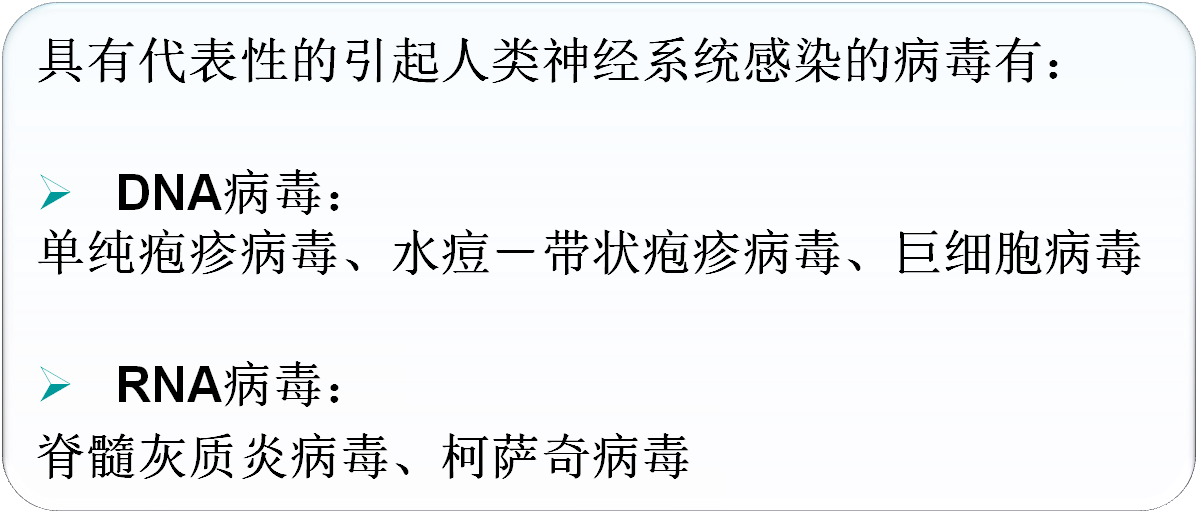 具有代表性的引起人类神经系统感染的病毒有：
➢ DNA病毒：
单纯疱疹病毒、水痘－带状疱疹病毒、巨细胞病毒
➢ RNA病毒：
脊髓灰质炎病毒、柯萨奇病毒